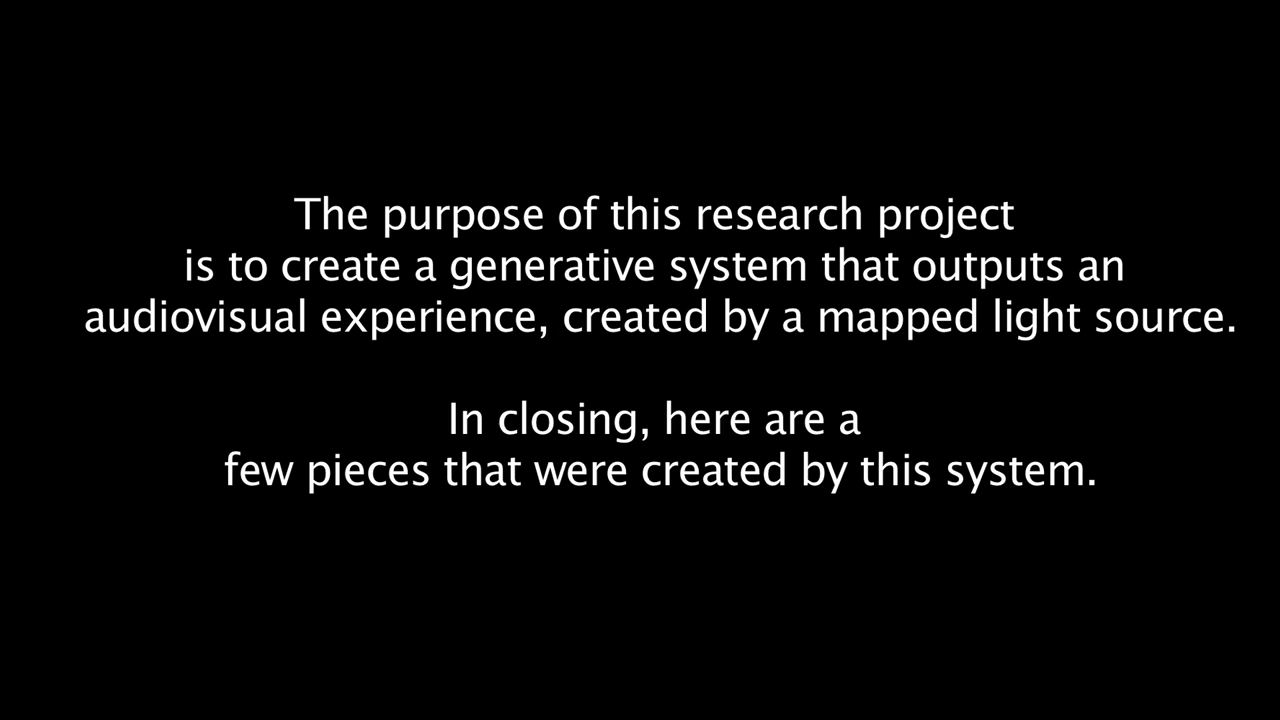 The purpose of this research project
is to create a generative system that outputs an
audiovisual experience, created by a mapped light source.
In closing, here are a
few pieces that were created by this system.